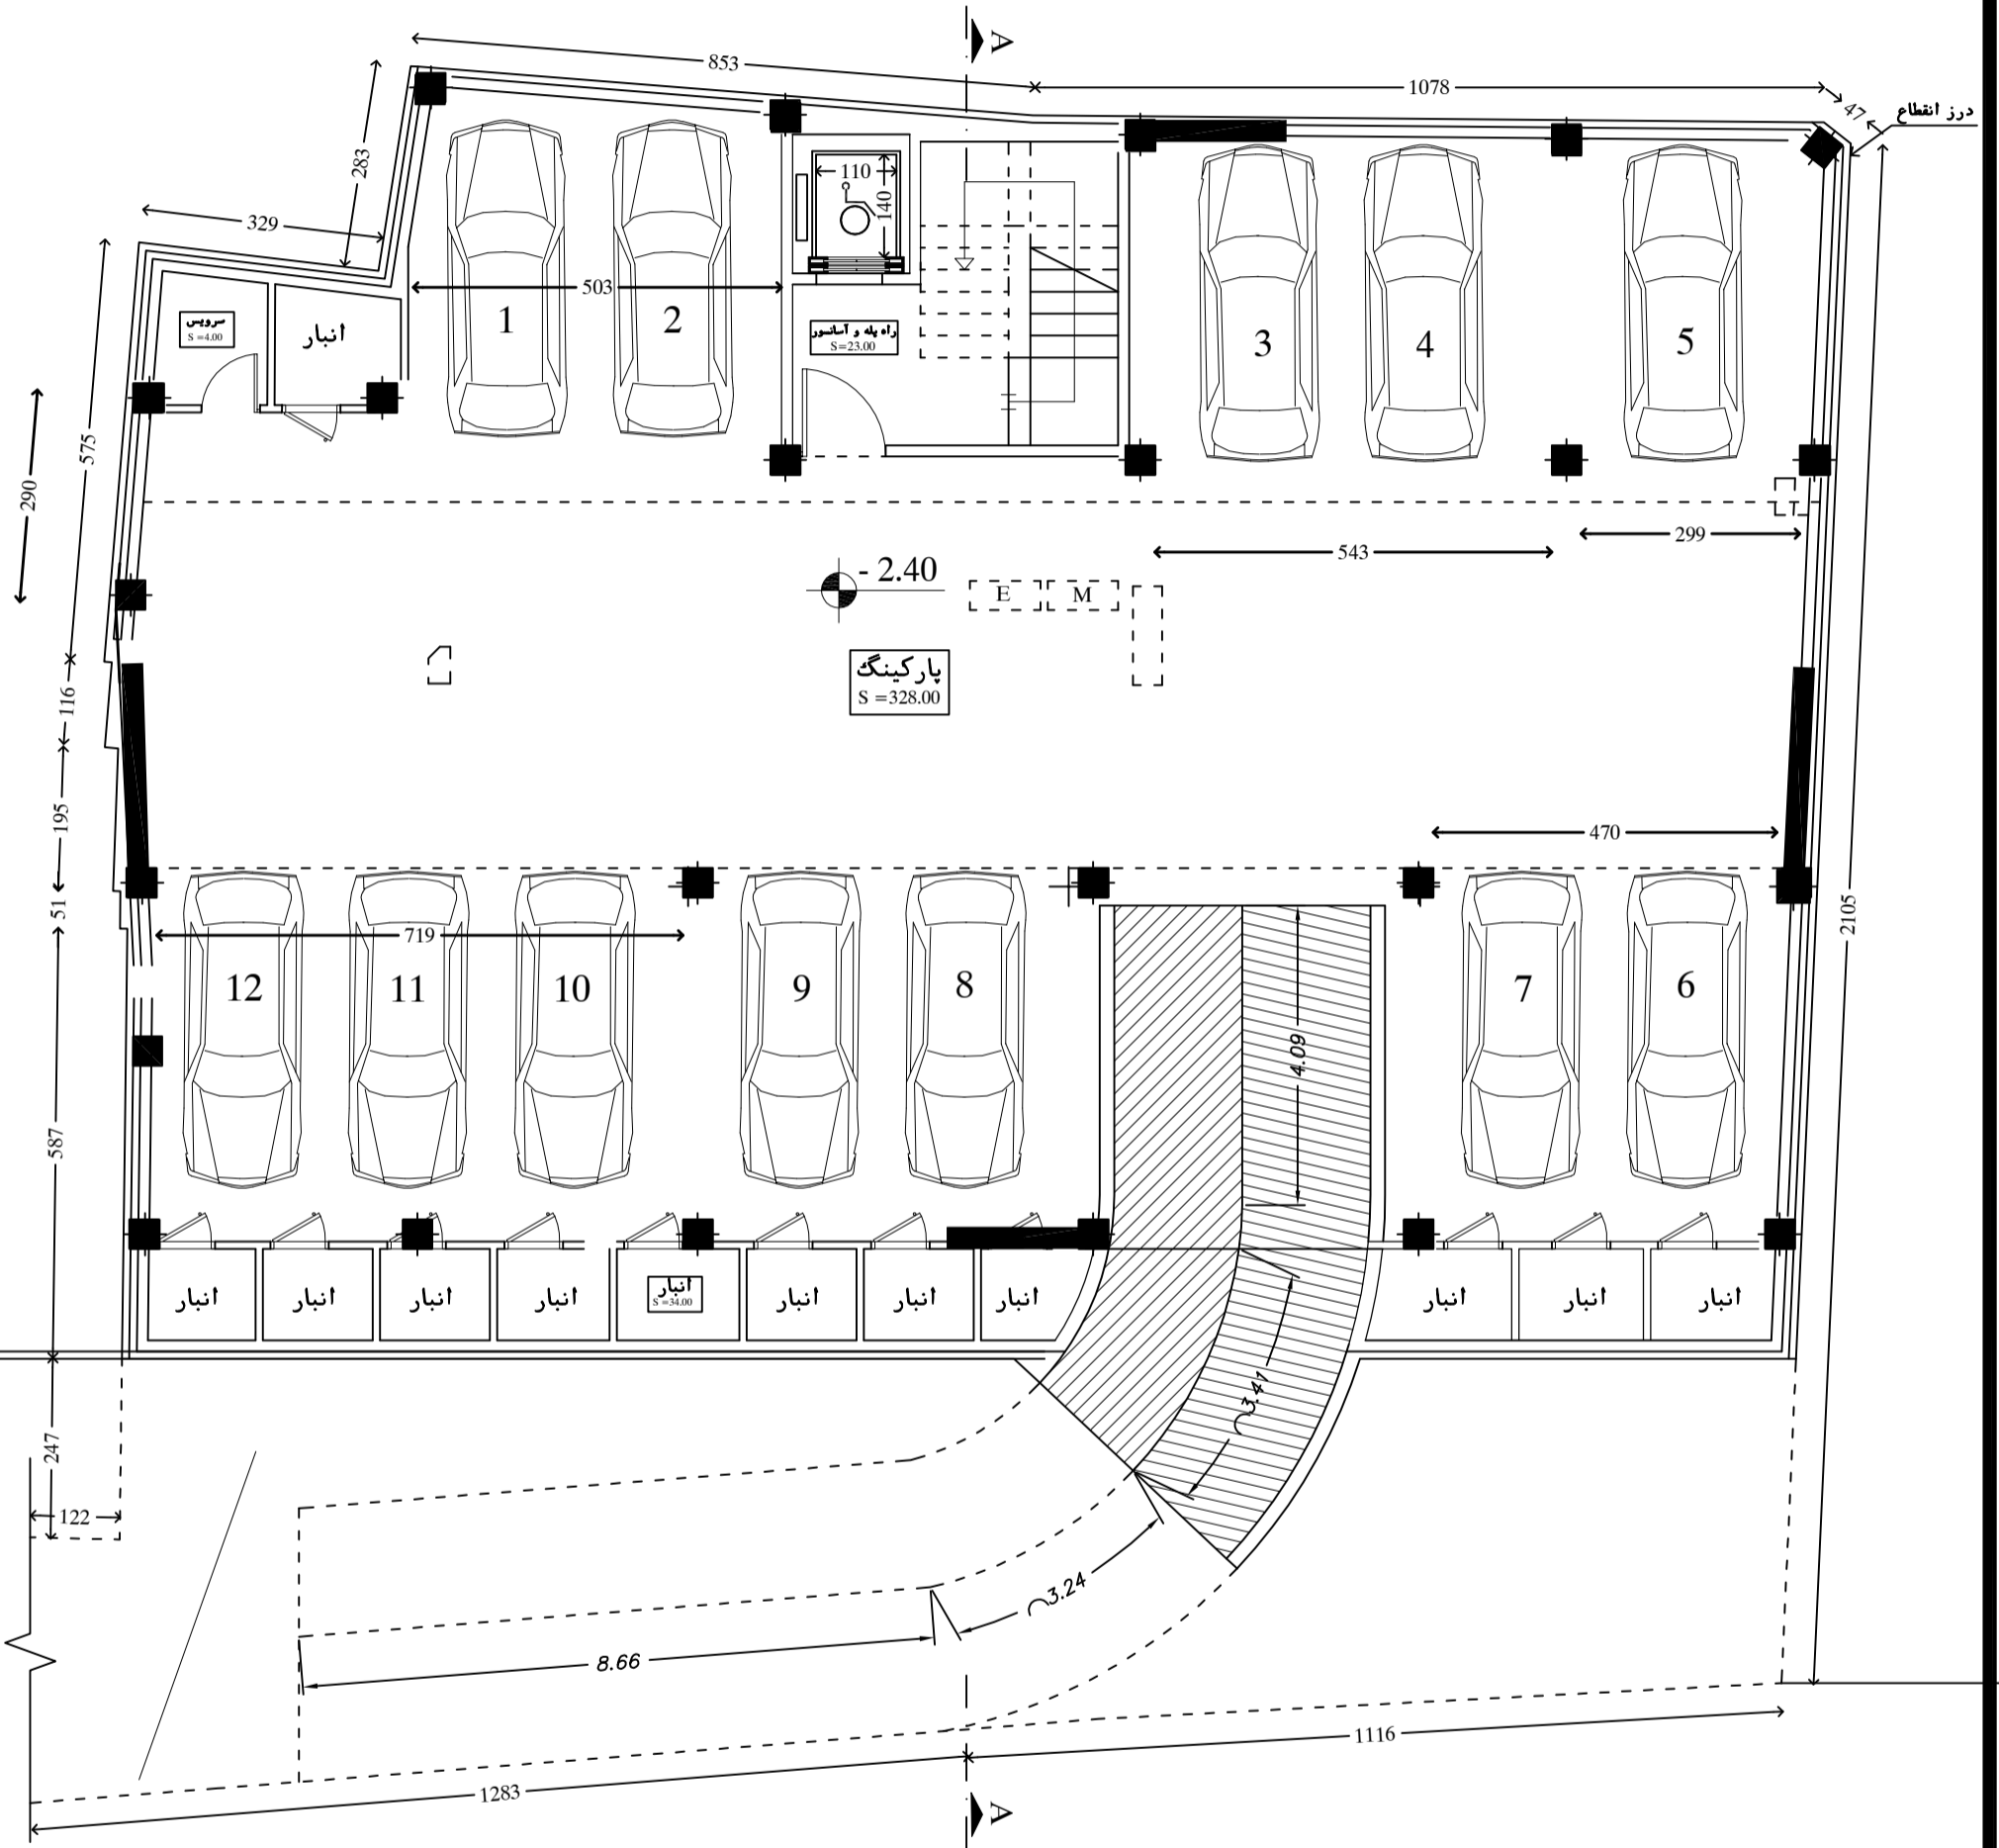 A
853
1078
47
درز انقطاع
283
110
140
329
503
1
2
3
4
5
سرویس
S =4.00
انبار
راه پله و آسانسور
S=23.00
575
290
299
543
- 2.40
E
M
پارکینگ
S =328.00
116
195
470
51
719
2105
12
11
10
9
8
7
6
4.09
587
انبار
انبار
انبار
انبار
انبار
S =34.00
انبار
انبار
انبار
انبار
انبار
انبار
3.41
247
122
3.24
8.66
1116
1283
A